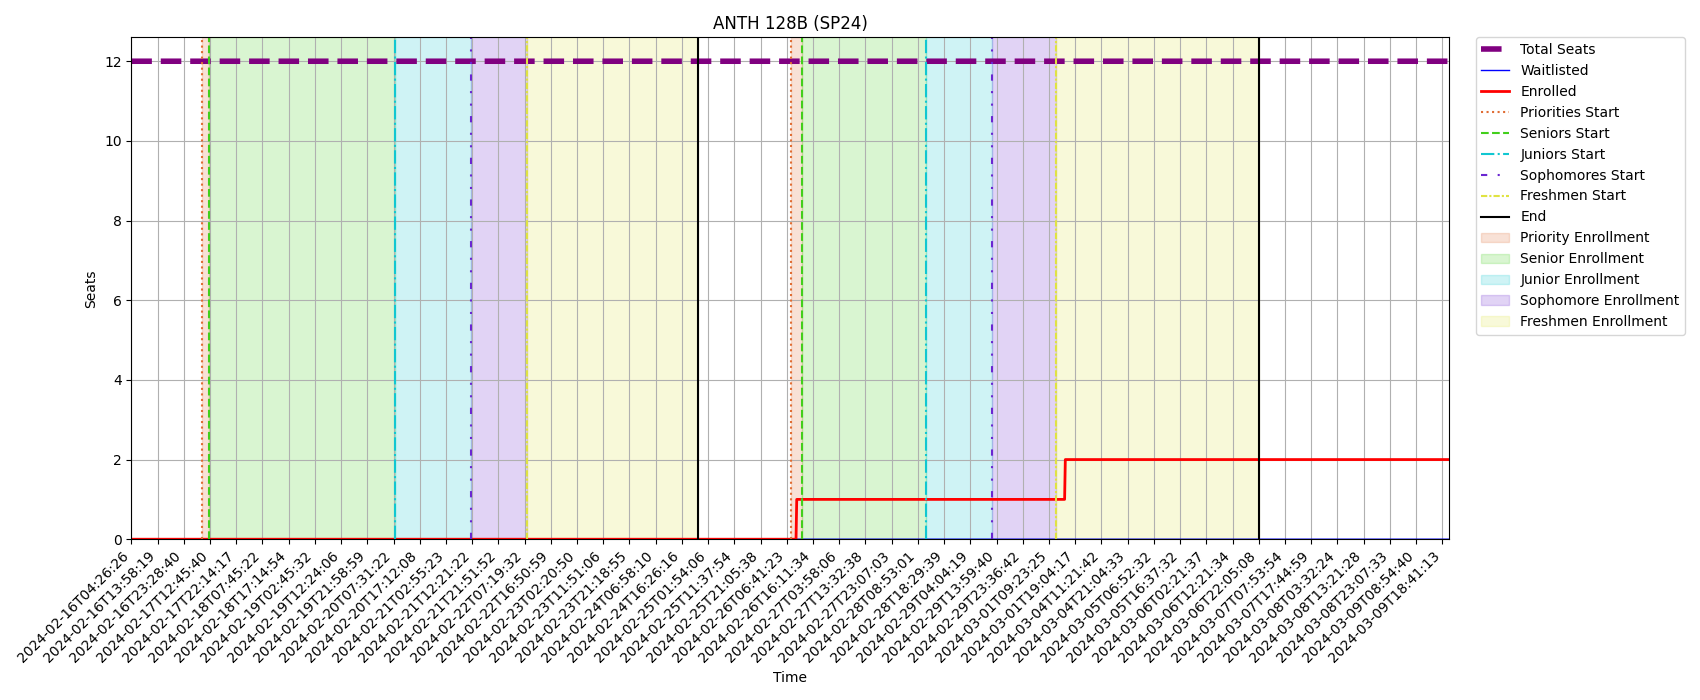 ANTH 128B (SP24)
Seats
12
10
8
6
4
2
0
2024-02-16T04:26:26
2024-02-16T13:58:19
2024-02-16T23:28:40
2024-02-17T12:45:40
2024-02-17T22:14:17
2024-02-18T07:45:22
2024-02-18T17:14:54
2024-02-19T02:45:32
2024-02-19T12:24:06
2024-02-19T21:58:59
2024-02-20T07:31:22
2024-02-20T17:12:08
2024-02-21T02:55:23
2024-02-21T12:21:22
2024-02-21T21:51:52
2024-02-22T07:19:32
2024-02-22T16:50:59
2024-02-23T02:20:50
2024-02-23T11:51:06
2024-02-23T21:18:55
2024-02-24T06:58:10
2024-02-24T16:26:16
2024-02-25T01:54:06
2024-02-25T11:37:54
2024-02-25T21:05:38
2024-02-26T06:41:23
2024-02-26T16:11:34
2024-02-27T03:58:06
2024-02-27T13:32:38
2024-02-27T23:07:03
2024-02-28T08:53:01
2024-02-28T18:29:39
2024-02-29T04:04:19
2024-02-29T13:59:40
2024-02-29T23:36:42
2024-03-01T09:23:25
2024-03-01T19:04:17
2024-03-04T11:21:42
2024-03-04T21:04:33
2024-03-05T06:52:32
2024-03-05T16:37:32
2024-03-06T02:21:37
2024-03-06T12:21:34
2024-03-06T22:05:08
2024-03-07T07:53:54
2024-03-07T17:44:59
2024-03-08T03:32:24
2024-03-08T13:21:28
2024-03-08T23:07:33
2024-03-09T08:54:40
2024-03-09T18:41:13
Time
Total Seats
Waitlisted
Enrolled
Priorities Start
Seniors Start
Juniors Start
Sophomores Start
Freshmen Start
End
Priority Enrollment
Senior Enrollment
Junior Enrollment
Sophomore Enrollment
Freshmen Enrollment